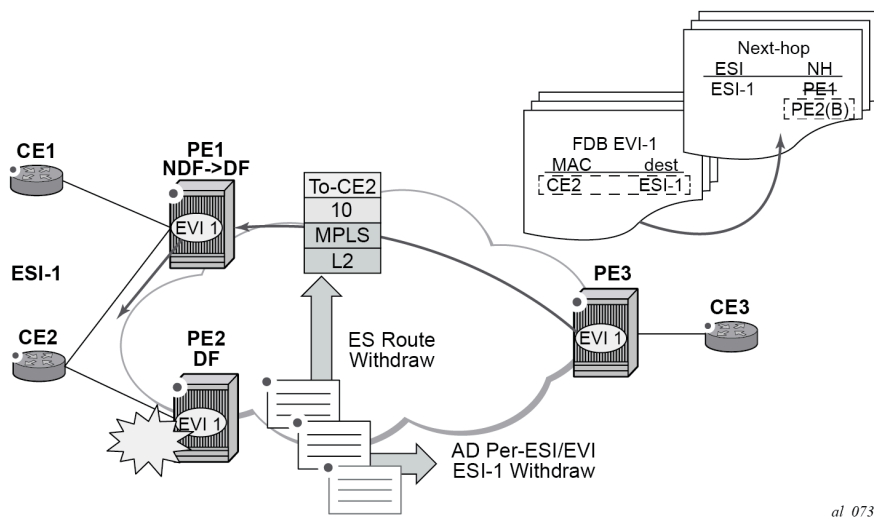 Next-hop
ESI NH
ESI-1 PE1
PE2(B)
FDB EVI-1
MAC dest
CE2 ESI-1
CE1
PE1
NDF->DF
EVI 1
To-CE2
10
MPLS
L2
ESI-1
PE3
EVI 1
CE3
CE2
PE2
DF
EVI 1
ES Route
Withdraw
AD Per-ESI/EVI
ESI-1 Withdraw
al_073